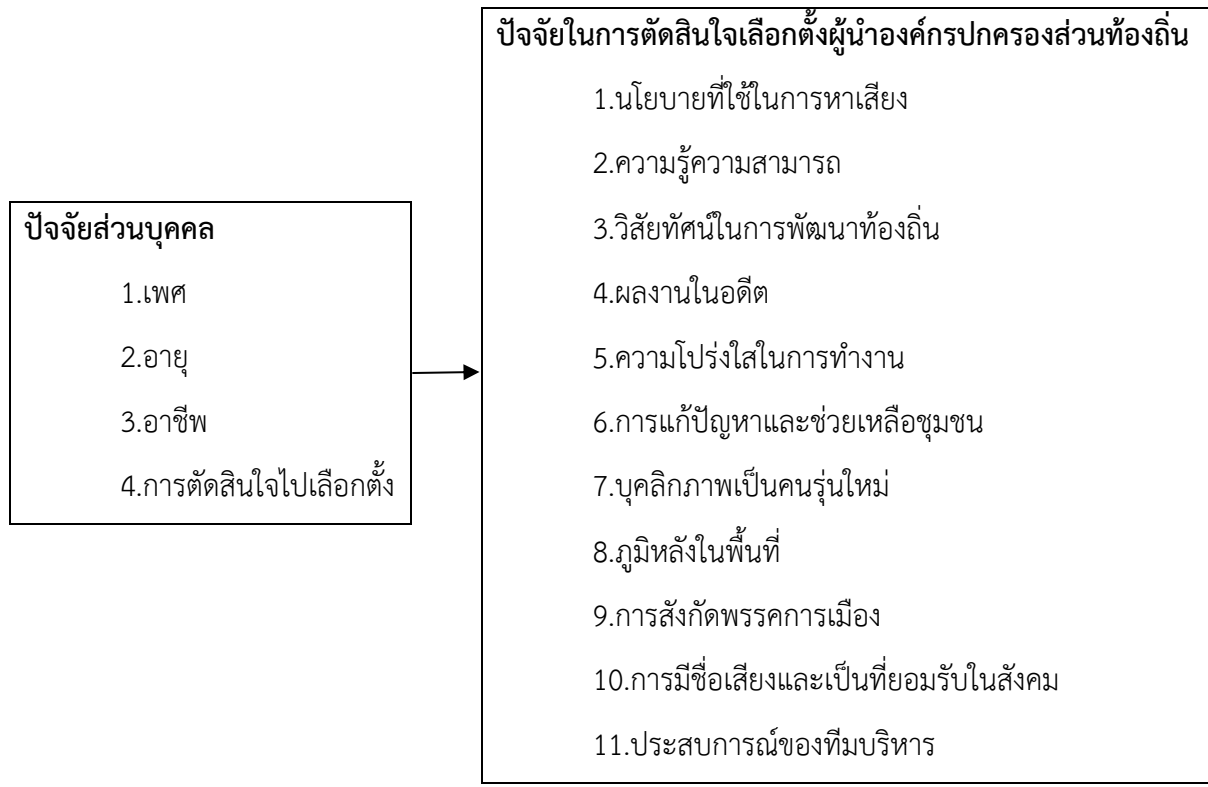 ปัจจัยส่วนบุคคล
1.เพศ
2.อายุ
3.อาชีพ
4.การตัดสินใจไปเลือกตั้ง
ปัจจัยในการตัดสินใจเลือกตั้งผู้นำองค์กรปกครองส่วนท้องถิ่น
1.นโยบายที่ใช้ในการหาเสียง
2.ความรู้ความสามารถ
3.วิสัยทัศน์ในการพัฒนาท้องถิ่น
4.ผลงานในอดีต
5.ความโปร่งใสในการทำงาน
6.การแก้ปัญหาและช่วยเหลือชุมชน
7.บุคลิกภาพเป็นคนรุ่นใหม่
8.ภูมิหลังในพื้นที่
9.การสังกัดพรรคการเมือง
10.การมีชื่อเสียงและเป็นที่ยอมรับในสังคม
11.ประสบการณ์ของทีมบริหาร